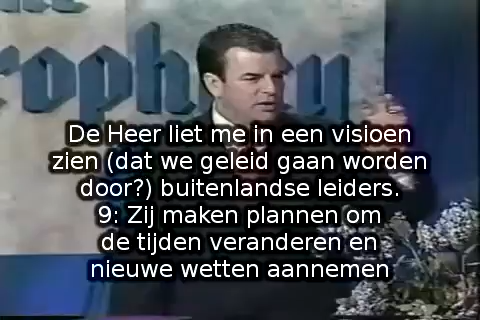 rophecy
De Heer liet me in een visioen
zien (dat we geleid gaan worden
door?) buitenlandse leiders.
9: Zij maken plannen om
de tijden veranderen en
nieuwe wetten aannemen